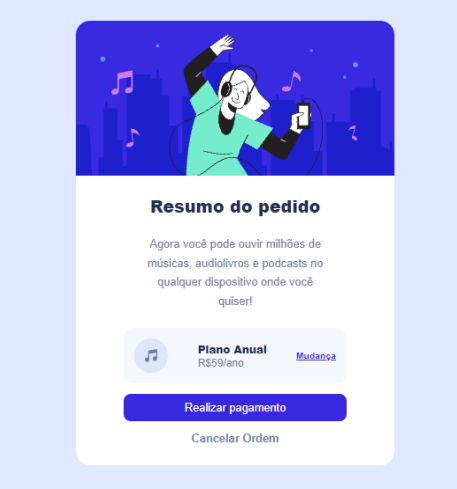 Resumo do pedido
Agora você pode ouvir milhões de
músicas, audiolivros e podcasts no
qualquer dispositivo onde você
quiser!
Plano Anual
R$59/ano
Mudança
Realizar pagamento
Cancelar Ordem